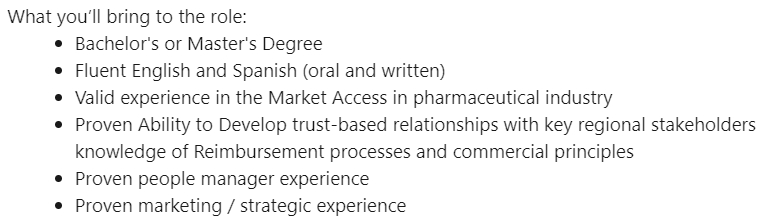 What you'll bring to the role:
• Bachelor's or Master's Degree
• Fluent English and Spanish (oral and written)
• Valid experience in the Market Access in pharmaceutical industry
• Proven Ability to Develop trust-based relationships with key regional stakeholders
knowledge of Reimbursement processes and commercial principles
• Proven people manager experience
• Proven marketing / strategic experience